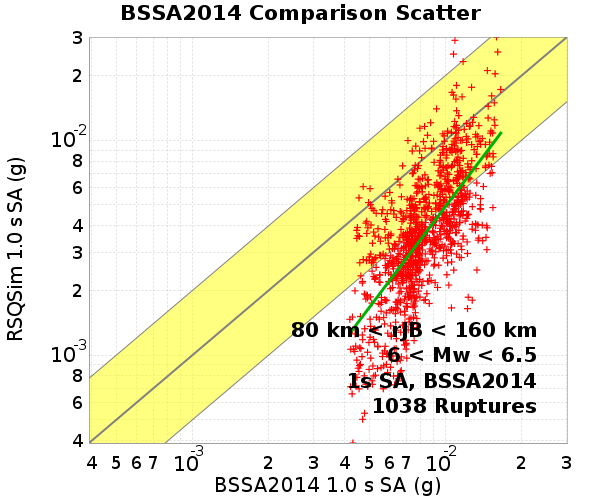 BSSA2014 Comparison Scatter
3
2
10-2
8
6
4
3
2
10-3
8
6
4
RSQSim 1.0 s SA (g)
80 km < rJB < 160 km
6 < Mw < 6.5
1s SA, BSSA2014
1038 Ruptures
4 5 6 7 10-3 2 3 4 5 6 7 10-2 2 3
BSSA2014 1.0 s SA (g)